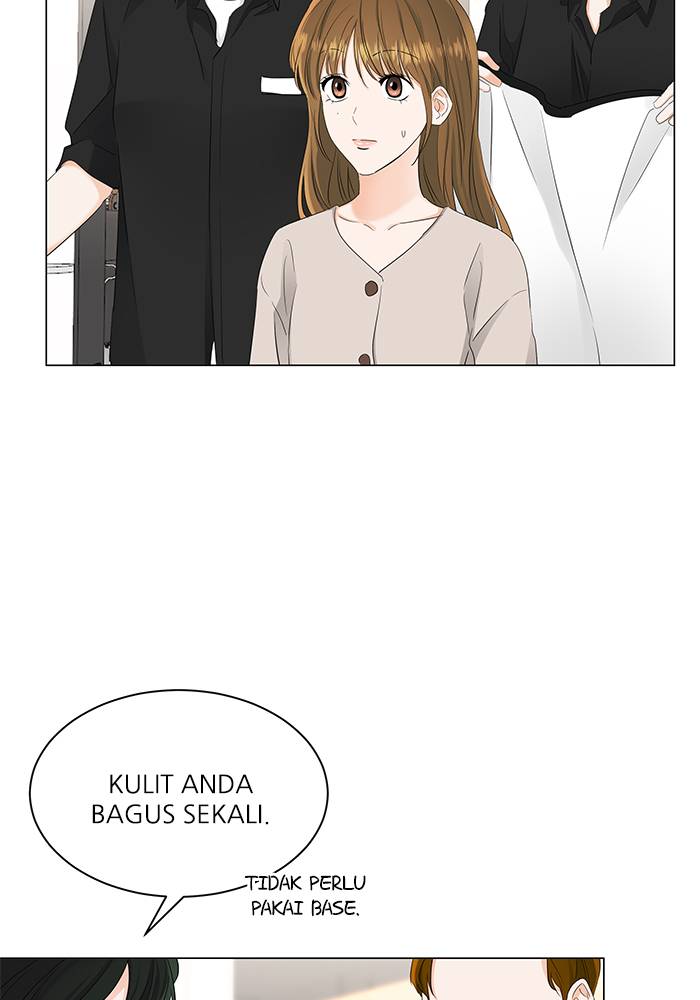 KULIT ANDA
BAGUS SEKALI.
TIDAK PERLU
PAKAI BASE.